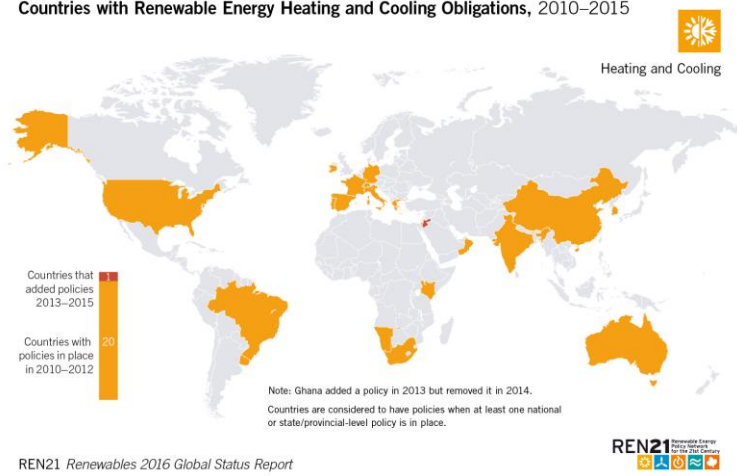 Countries with Renewable Energy Heating and Cooling Obligations, 2010–2015
Heating and Cooling
Countries that
added policies
2013–2015
1
Countries with
policies in place
in 2010–2012
20
Note: Ghana added a policy in 2013 but removed it in 2014.
Countries are considered to have policies when at least one national
or state/provincial-level policy is in place.
REN21 Renewables 2016 Global Status Report
REN21
Renewable Energy
Policy Network
for the 21st Century